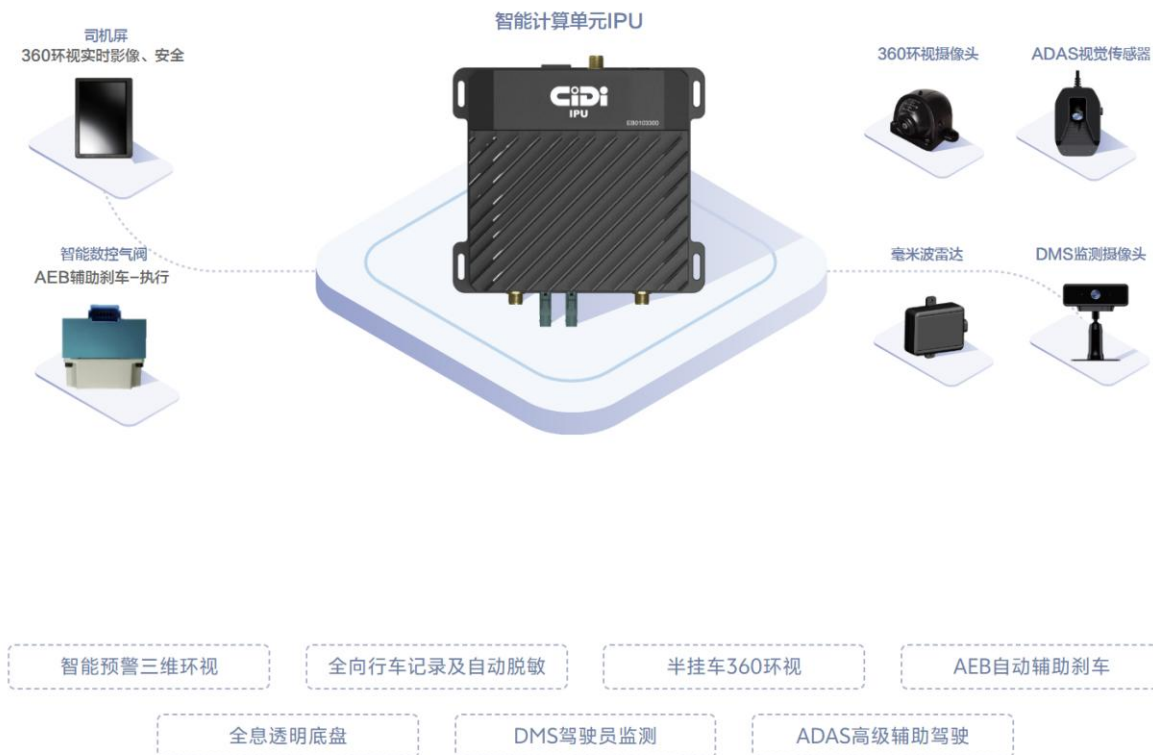 智能计算单元IPU
司机屏
360环视实时影像、安全
360环视摄像头
ADAS视觉传感器
CiDi
IPU
EB0103300
智能数控气阀
AEB辅助刹车-执行
毫米波雷达
DMS监测摄像头
智能预警三维环视
全向行车记录及自动脱敏
半挂车360环视
AEB自动辅助刹车
全息透明底盘
DMS驾驶员监测
ADAS高级辅助驾驶